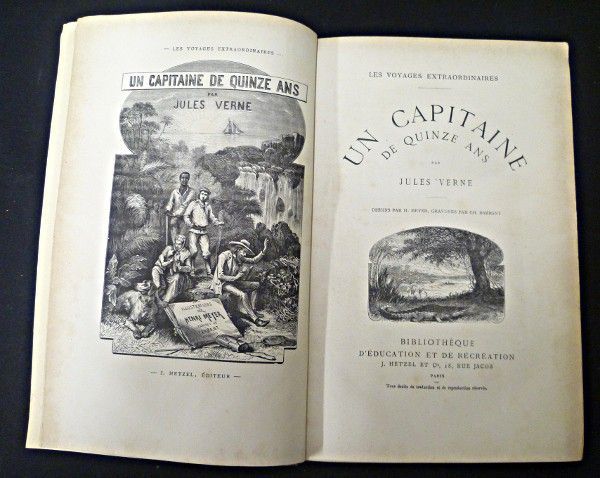 — LES VOYAGES EXTRAORDINAIRES —
UN CAPITAINE DE QUINZE ANS
PAR
JULES VERNE
ILLUSTRATIONS
DE
HENRI MEYER
— J. HETZEL, ÉDITEUR —
LES VOYAGES EXTRAORDINAIRES
UN CAPITAINE
DE QUINZE ANS
PAR
JULES VERNE
DESSINS PAR H. MEYER, GRAVURES PAR CH. BARBANT
BIBLIOTHÈQUE
D'ÉDUCATION ET DE RÉCRÉATION
J. HETZEL ET Cie, 18, RUE JACOB
PARIS
Tous droits de traduction et de reproduction réservés.